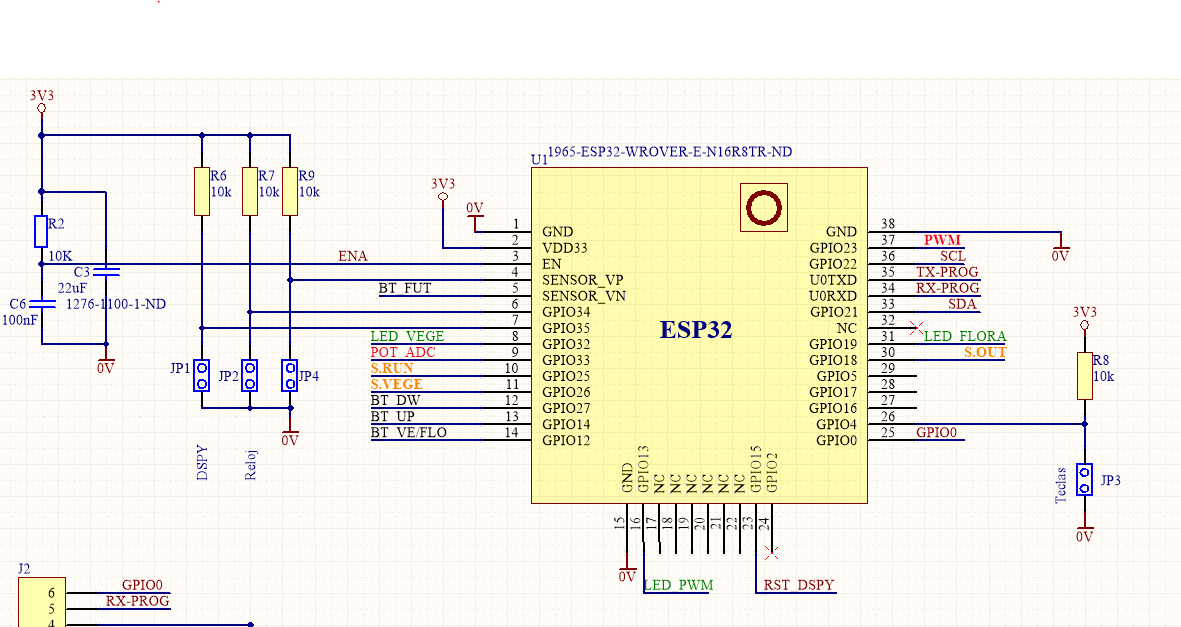 3V3
R6
10k
R7
10k
R9
10k
R2
10K
C3
22uF
1276-1100-1-ND
C6
100nF
0V
ENA
3V3
0V
BT_FUT
LED_VEGE
POT_ADC
S.RUN
S.VEGE
BT_DW
BT_UP
BT_VE/FLO
JP1
JP2
JP4
0V
DSPY
Reloj
U1
1965-ESP32-WROVER-E-N16R8TR-ND
ESP32
1 GND
2 VDD33
3 EN
4 SENSOR_VP
5 SENSOR_VN
6 GPIO34
7 GPIO35
8 GPIO32
9 GPIO33
10 GPIO25
11 GPIO26
12 GPIO27
13 GPIO14
14 GPIO12
GND 15
GPIO13 16
NC 17
NC 18
NC 19
NC 20
NC 21
NC 22
GPIO15 23
GPIO2 24
GND 38
GPIO23 37 PWM
GPIO22 36 SCL
U0TXD 35 TX-PROG
U0RXD 34 RX-PROG
GPIO21 33 SDA
NC 32
GPIO19 31 LED_FLORA
GPIO18 30 S.OUT
GPIO5 29
GPIO17 28
GPIO16 27
GPIO4 26
GPIO0 25 GPIO0
0V
0V
LED_PWM
RST_DSPY
3V3
R8
10k
Teclas
JP3
0V
J2
6 GPIO0
5 RX-PROG
4